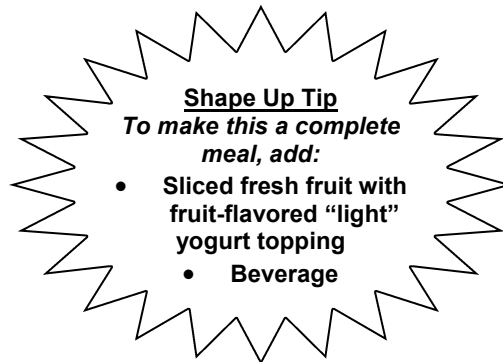 Shape Up Tip
To make this a complete
meal, add:
• Sliced fresh fruit with
fruit-flavored “light”
yogurt topping
• Beverage